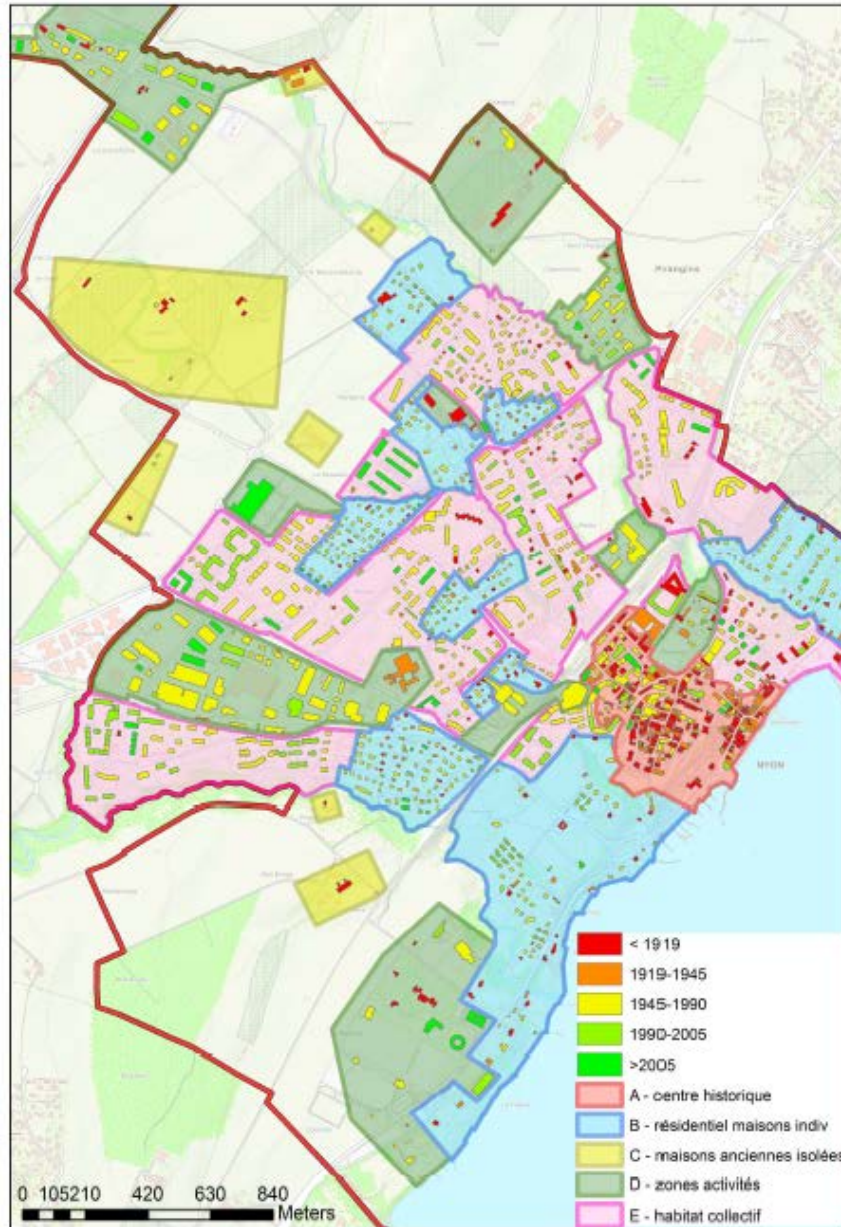 Prangins
NYON
< 1919
1919-1945
1945-1990
1990-2005
>2005
A - centre historique
B - résidentiel maisons indiv
C - maisons anciennes isolées
D - zones activités
E - habitat collectif
0 105210 420 630 840
Meters